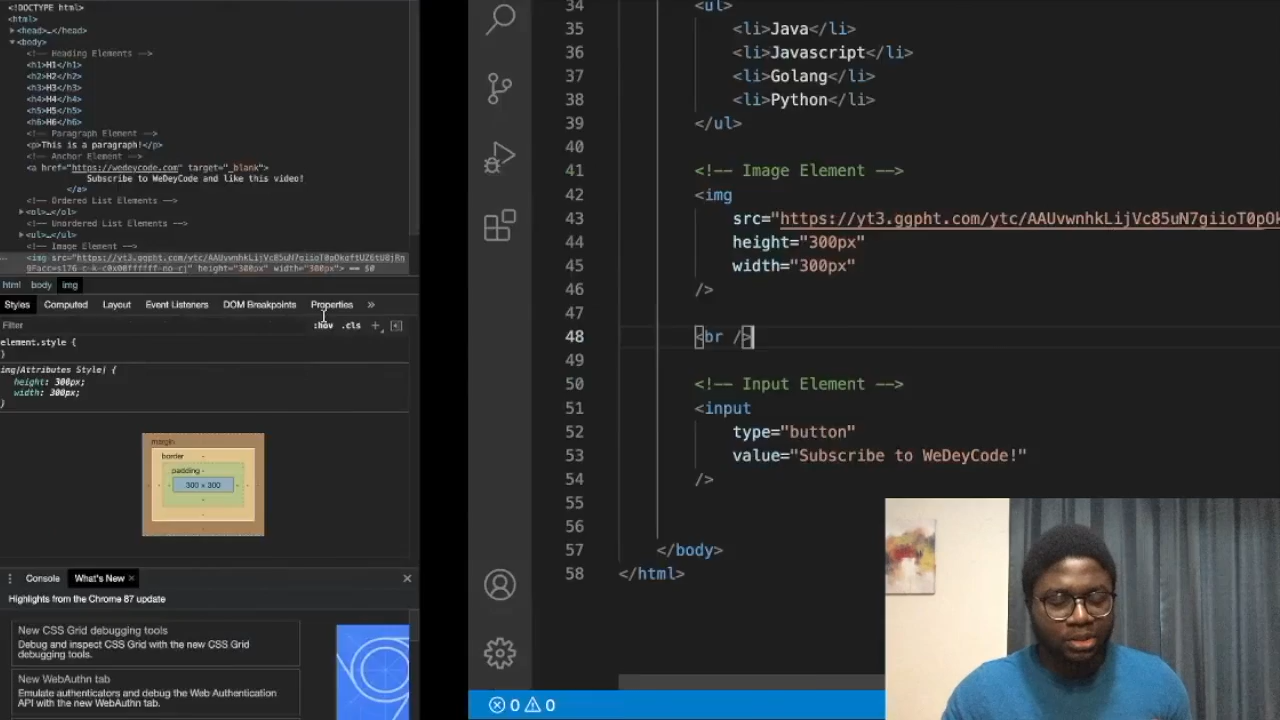 <!DOCTYPE html>
<html>
<head>…</head>
<body>
<!-- Heading Elements -->
<h1>H1</h1>
<h2>H2</h2>
<h3>H3</h3>
<h4>H4</h4>
<h5>H5</h5>
<h6>H6</h6>
<!-- Paragraph Element -->
<p>This is a paragraph!</p>
<!-- Anchor Element -->
<a href="https://wedeycode.com" target="_blank">
Subscribe to WeDeyCode and like this video!
</a>
<!-- Ordered List Elements -->
<ol>…</ol>
<!-- Unordered List Elements -->
<ul>…</ul>
<!-- Image Element -->
height="300px" width="300px"> == $0
html body img
Styles Computed Layout Event Listeners DOM Breakpoints Properties »
Filter :hov .cls +
element.style {
}
img[Attributes Style] {
height: 300px;
width: 300px;
}
margin
border -
padding -
300 × 300
Console What's New ×
Highlights from the Chrome 87 update
New CSS Grid debugging tools
Debug and inspect CSS Grid with the new CSS Grid
debugging tools.
New WebAuthn tab
Emulate authenticators and debug the Web Authentication
API with the new WebAuthn tab.
34 <ul>
35 <li>Java</li>
36 <li>Javascript</li>
37 <li>Golang</li>
38 <li>Python</li>
39 </ul>
40
41 <!-- Image Element -->
42 <img
43 src="https://yt3.ggpht.com/ytc/AAUvwnhkLijVc85uN7giioT0pOk
44 height="300px"
45 width="300px"
46 />
47
48 <br />
49
50 <!-- Input Element -->
51 <input
52 type="button"
53 value="Subscribe to WeDeyCode!"
54 />
55
56
57 </body>
58 </html>
0 0